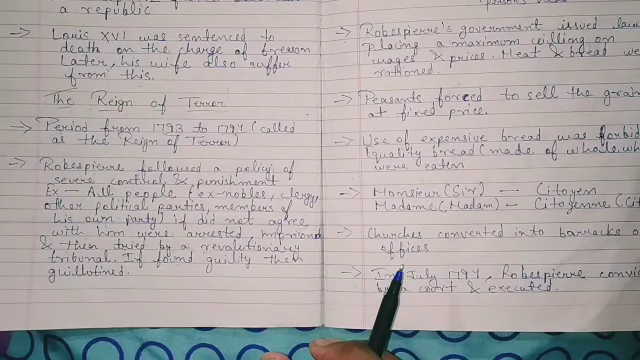 a republic
→ Louis XVI was sentenced to
death on the charge of treason
Later, his wife also suffer
from this.
The Reign of Terror
→ Period from 1793 to 1794 (called
as the Reign of Terror)
→ Robespierre followed a policy of
severe control & punishment
Ex – All people (ex-nobles, clergy,
other political parties, members of
his own party) if did not agree
with him were arrested, imprison
& then tried by a revolutionary
tribunal. If found guilty then
guillotined.
→ Robespierre's government issued law
placing a maximum ceiling on
wages & prices. Meat & bread we
rationed.
→ Peasants forced to sell the grain
at fixed price.
→ Use of expensive bread was forbid
equality bread (made of whole wh
were eaten
→ Monsieur (Sir) — Citoyen
Madame (Madam) — Citoyenne (Cit
→ Churches converted into barracks o
offices
→ In July 1794, Robespierre convic
by a court & executed.